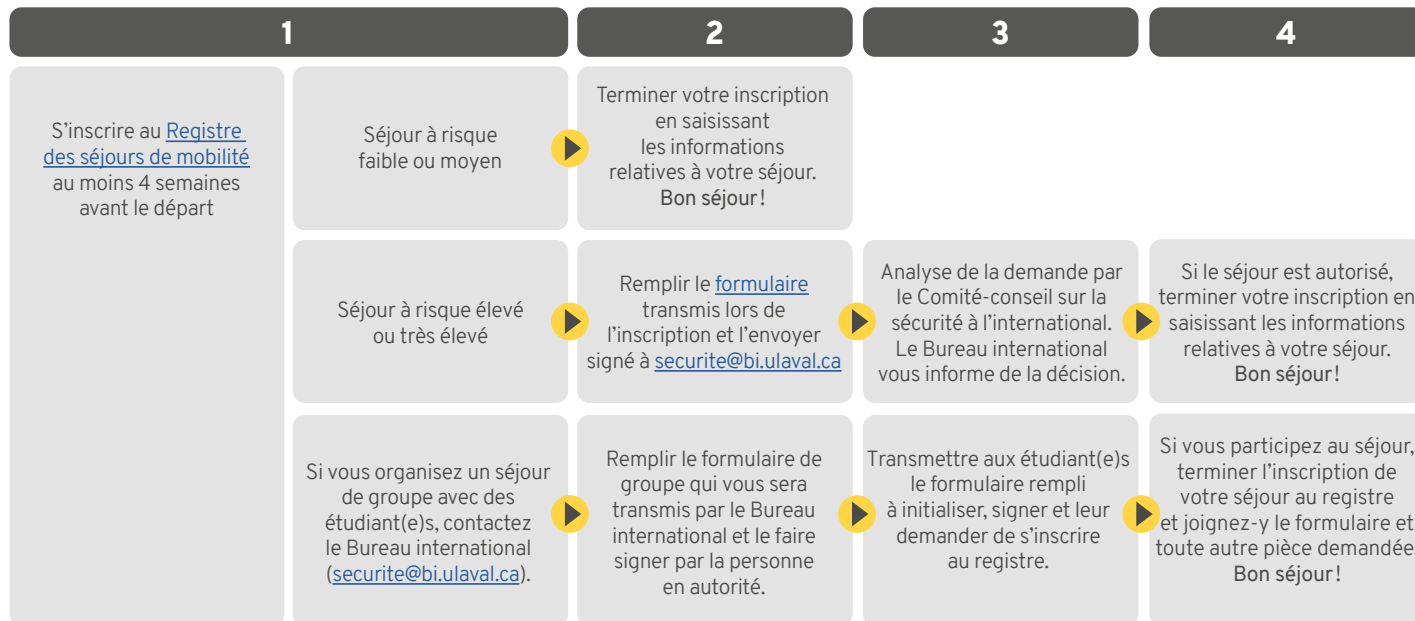 1
2
3
4
S'inscrire au Registre
des séjours de mobilité
au moins 4 semaines
avant le départ
Séjour à risque
faible ou moyen
Terminer votre inscription
en saisissant
les informations
relatives à votre séjour.
Bon séjour !
Séjour à risque élevé
ou très élevé
Remplir le formulaire
transmis lors de
l'inscription et l'envoyer
signé à securite@bi.ulaval.ca
Analyse de la demande par
le Comité-conseil sur la
sécurité à l'international.
Le Bureau international
vous informe de la décision.
Si le séjour est autorisé,
terminer votre inscription en
saisissant les informations
relatives à votre séjour.
Bon séjour !
Si vous organisez un séjour
de groupe avec des
étudiant(e)s, contactez
le Bureau international
(securite@bi.ulaval.ca).
Remplir le formulaire de
groupe qui vous sera
transmis par le Bureau
international et le faire
signer par la personne
en autorité.
Transmettre aux étudiant(e)s
le formulaire rempli
à initialiser, signer et leur
demander de s'inscrire
au registre.
Si vous participez au séjour,
terminer l'inscription de
votre séjour au registre
et joignez-y le formulaire et
toute autre pièce demandée
Bon séjour !